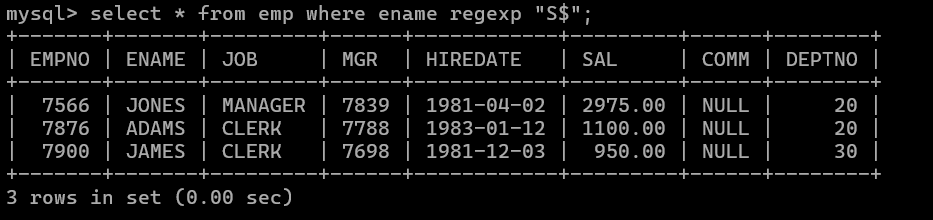 mysql> select * from emp where ename regexp "S$";
+-------+-------+---------+------+------------+---------+------+--------+
| EMPNO | ENAME | JOB     | MGR  | HIREDATE   | SAL     | COMM | DEPTNO |
+-------+-------+---------+------+------------+---------+------+--------+
|  7566 | JONES | MANAGER | 7839 | 1981-04-02 | 2975.00 | NULL |     20 |
|  7876 | ADAMS | CLERK   | 7788 | 1983-01-12 | 1100.00 | NULL |     20 |
|  7900 | JAMES | CLERK   | 7698 | 1981-12-03 |  950.00 | NULL |     30 |
+-------+-------+---------+------+------------+---------+------+--------+
3 rows in set (0.00 sec)